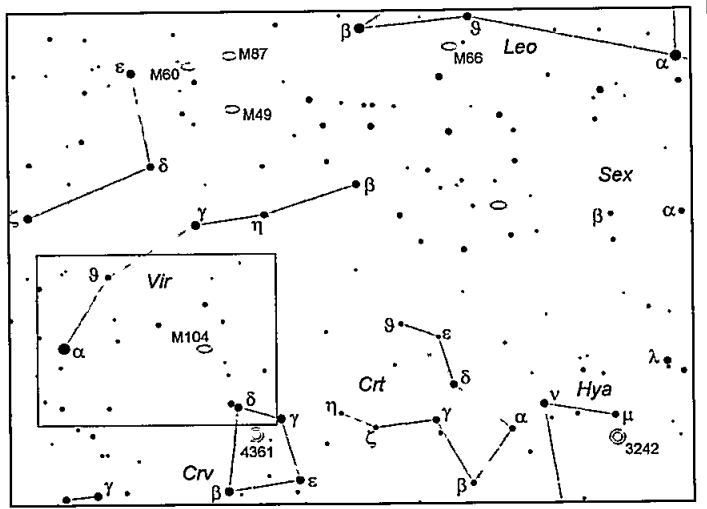 β ϑ Leo
M87 M66 α
ε M60
M49
δ Sex
β
ζ γ η β α
ϑ Vir
M104 ϑ ε
α λ
δ Crt δ Hya
γ η γ α ν μ
ζ
4361 3242
Crv ε β
γ β